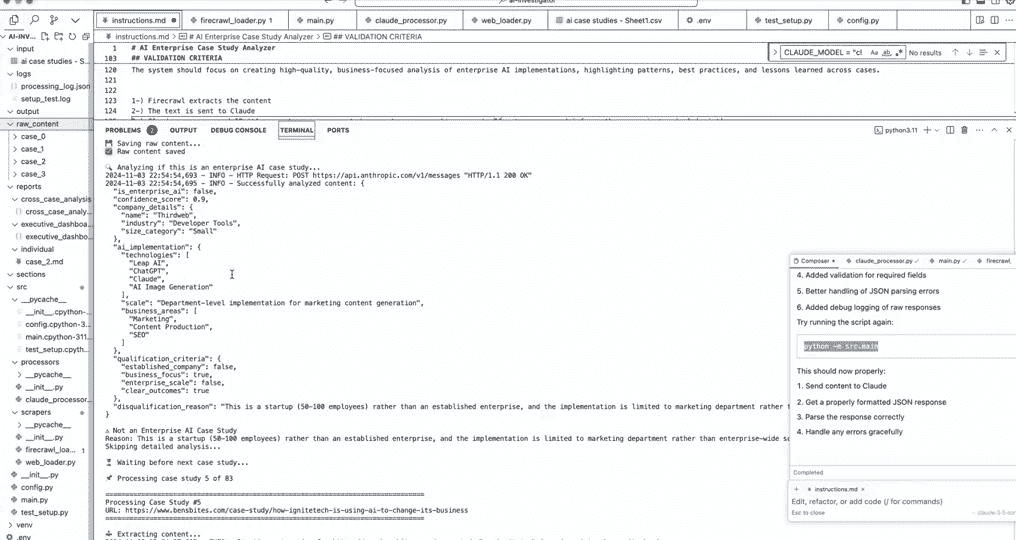 ai-investigator
instructions.md
firecrawl_loader.py 1
main.py
claude_processor.py
web_loader.py
ai case studies - Sheet1.csv
.env
test_setup.py
config.py
AI-INV...
input
ai case studies - S...
logs
processing_log.json
setup_test.log
output
raw_content
case_0
case_1
case_2
case_3
reports
cross_case_analysis
cross_case_analy...
executive_dashboa...
executive_dashbo...
individual
case_2.md
sections
src
__pycache__
__init__.cpython-...
config.cpython-3...
main.cpython-311...
test_setup.cpyth...
processors
__pycache__
__init__.py
claude_processor...
scrapers
__pycache__
__init__.py
firecrawl_loa... 1
web_loader.py
__init__.py
config.py
main.py
test_setup.py
venv
.env
instructions.md > # AI Enterprise Case Study Analyzer > ## VALIDATION CRITERIA
1 # AI Enterprise Case Study Analyzer
103 ## VALIDATION CRITERIA
120 The system should focus on creating high-quality, business-focused analysis of enterprise AI implementations, highlighting patterns, best practices, and lessons learned across cases.
121
122
123 1-) Firecrawl extracts the content
124 2-) The text is sent to Claude
CLAUDE_MODEL = "cl
Aa ab .*
No results
PROBLEMS 2 OUTPUT DEBUG CONSOLE TERMINAL PORTS
python3.11
Saving raw content...
Raw content saved
Analyzing if this is an enterprise AI case study...
2024-11-03 22:54:54,693 - INFO - HTTP Request: POST https://api.anthropic.com/v1/messages "HTTP/1.1 200 OK"
2024-11-03 22:54:54,695 - INFO - Successfully analyzed content: {
"is_enterprise_ai": false,
"confidence_score": 0.9,
"company_details": {
"name": "Thirdweb",
"industry": "Developer Tools",
"size_category": "Small"
},
"ai_implementation": {
"technologies": [
"Leap AI",
"ChatGPT",
"Claude",
"AI Image Generation"
],
"scale": "Department-level implementation for marketing content generation",
"business_areas": [
"Marketing",
"Content Production",
"SEO"
]
},
"qualification_criteria": {
"established_company": false,
"business_focus": true,
"enterprise_scale": false,
"clear_outcomes": true
},
"disqualification_reason": "This is a startup (50-100 employees) rather than an established enterprise, and the implementation is limited to marketing department rather t
}
Not an Enterprise AI Case Study
Reason: This is a startup (50-100 employees) rather than an established enterprise, and the implementation is limited to marketing department rather than enterprise-wide sc
Skipping detailed analysis...
Waiting before next case study...
Processing case study 5 of 83
================================================================================
Processing Case Study #5
URL: https://www.bensbites.com/case-study/how-ignitetech-is-using-ai-to-change-its-business
================================================================================
Extracting content...
Composer
claude_processor.py
main.py
firecrawl_
4. Added validation for required fields
5. Better handling of JSON parsing errors
6. Added debug logging of raw responses
Try running the script again:
python -m src.main
This should now properly:
1. Send content to Claude
2. Get a properly formatted JSON response
3. Parse the response correctly
4. Handle any errors gracefully
Completed
+ instructions.md ×
Edit, refactor, or add code (/ for commands)
Esc to close